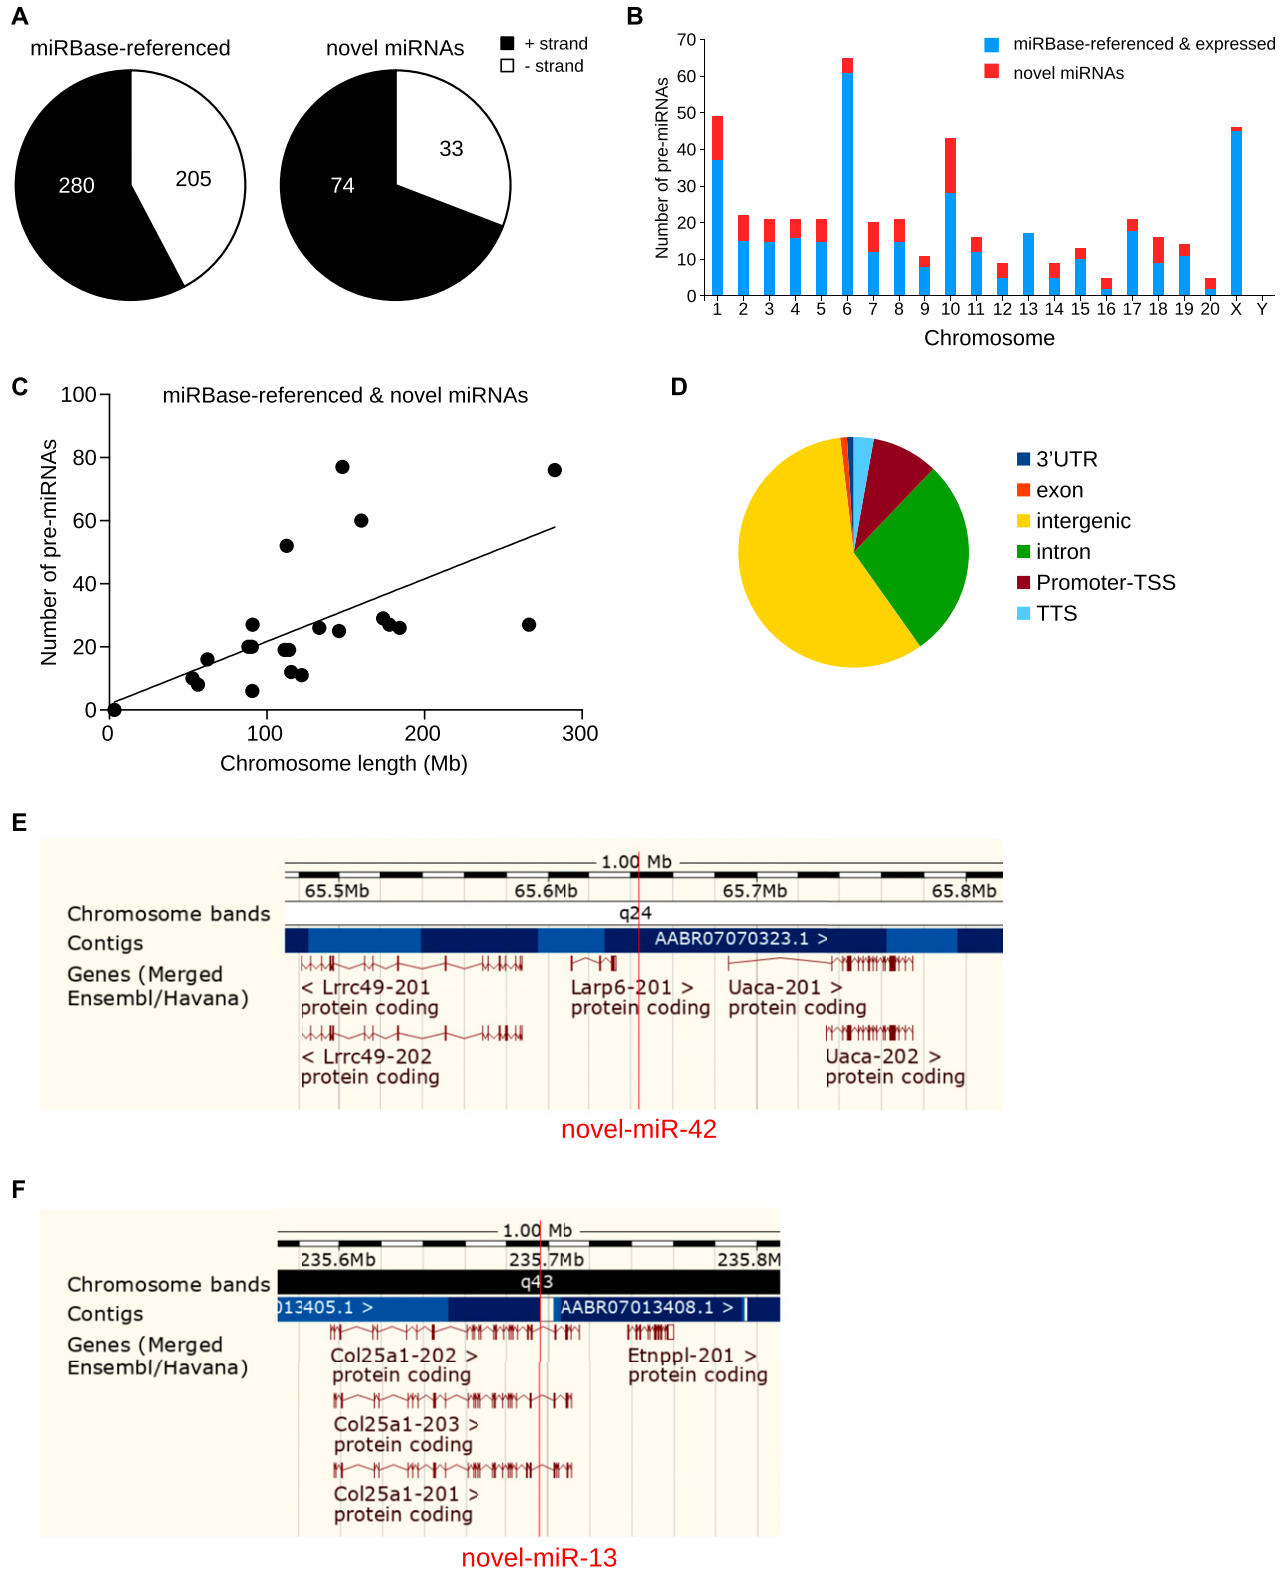 A
miRBase-referenced
novel miRNAs
+ strand
- strand
280
205
74
33
B
miRBase-referenced & expressed
novel miRNAs
Number of pre-miRNAs
70
60
50
40
30
20
10
0
1 2 3 4 5 6 7 8 9 10 11 12 13 14 15 16 17 18 19 20 X Y
Chromosome
C
miRBase-referenced & novel miRNAs
Number of pre-miRNAs
100
80
60
40
20
0
0 100 200 300
Chromosome length (Mb)
D
3’UTR
exon
intergenic
intron
Promoter-TSS
TTS
E
1.00 Mb
65.5Mb 65.6Mb 65.7Mb 65.8Mb
Chromosome bands
q24
Contigs
AABR07070323.1 >
Genes (Merged
Ensembl/Havana)
< Lrrc49-201
protein coding
Larp6-201 >
protein coding
Uaca-201 >
protein coding
< Lrrc49-202
protein coding
Uaca-202 >
protein coding
novel-miR-42
F
1.00 Mb
235.6Mb 235.7Mb 235.8M
Chromosome bands
q43
Contigs
013405.1 >
AABR07013408.1 >
Genes (Merged
Ensembl/Havana)
Col25a1-202 >
protein coding
Etnppl-201 >
protein coding
Col25a1-203 >
protein coding
Col25a1-201 >
protein coding
novel-miR-13